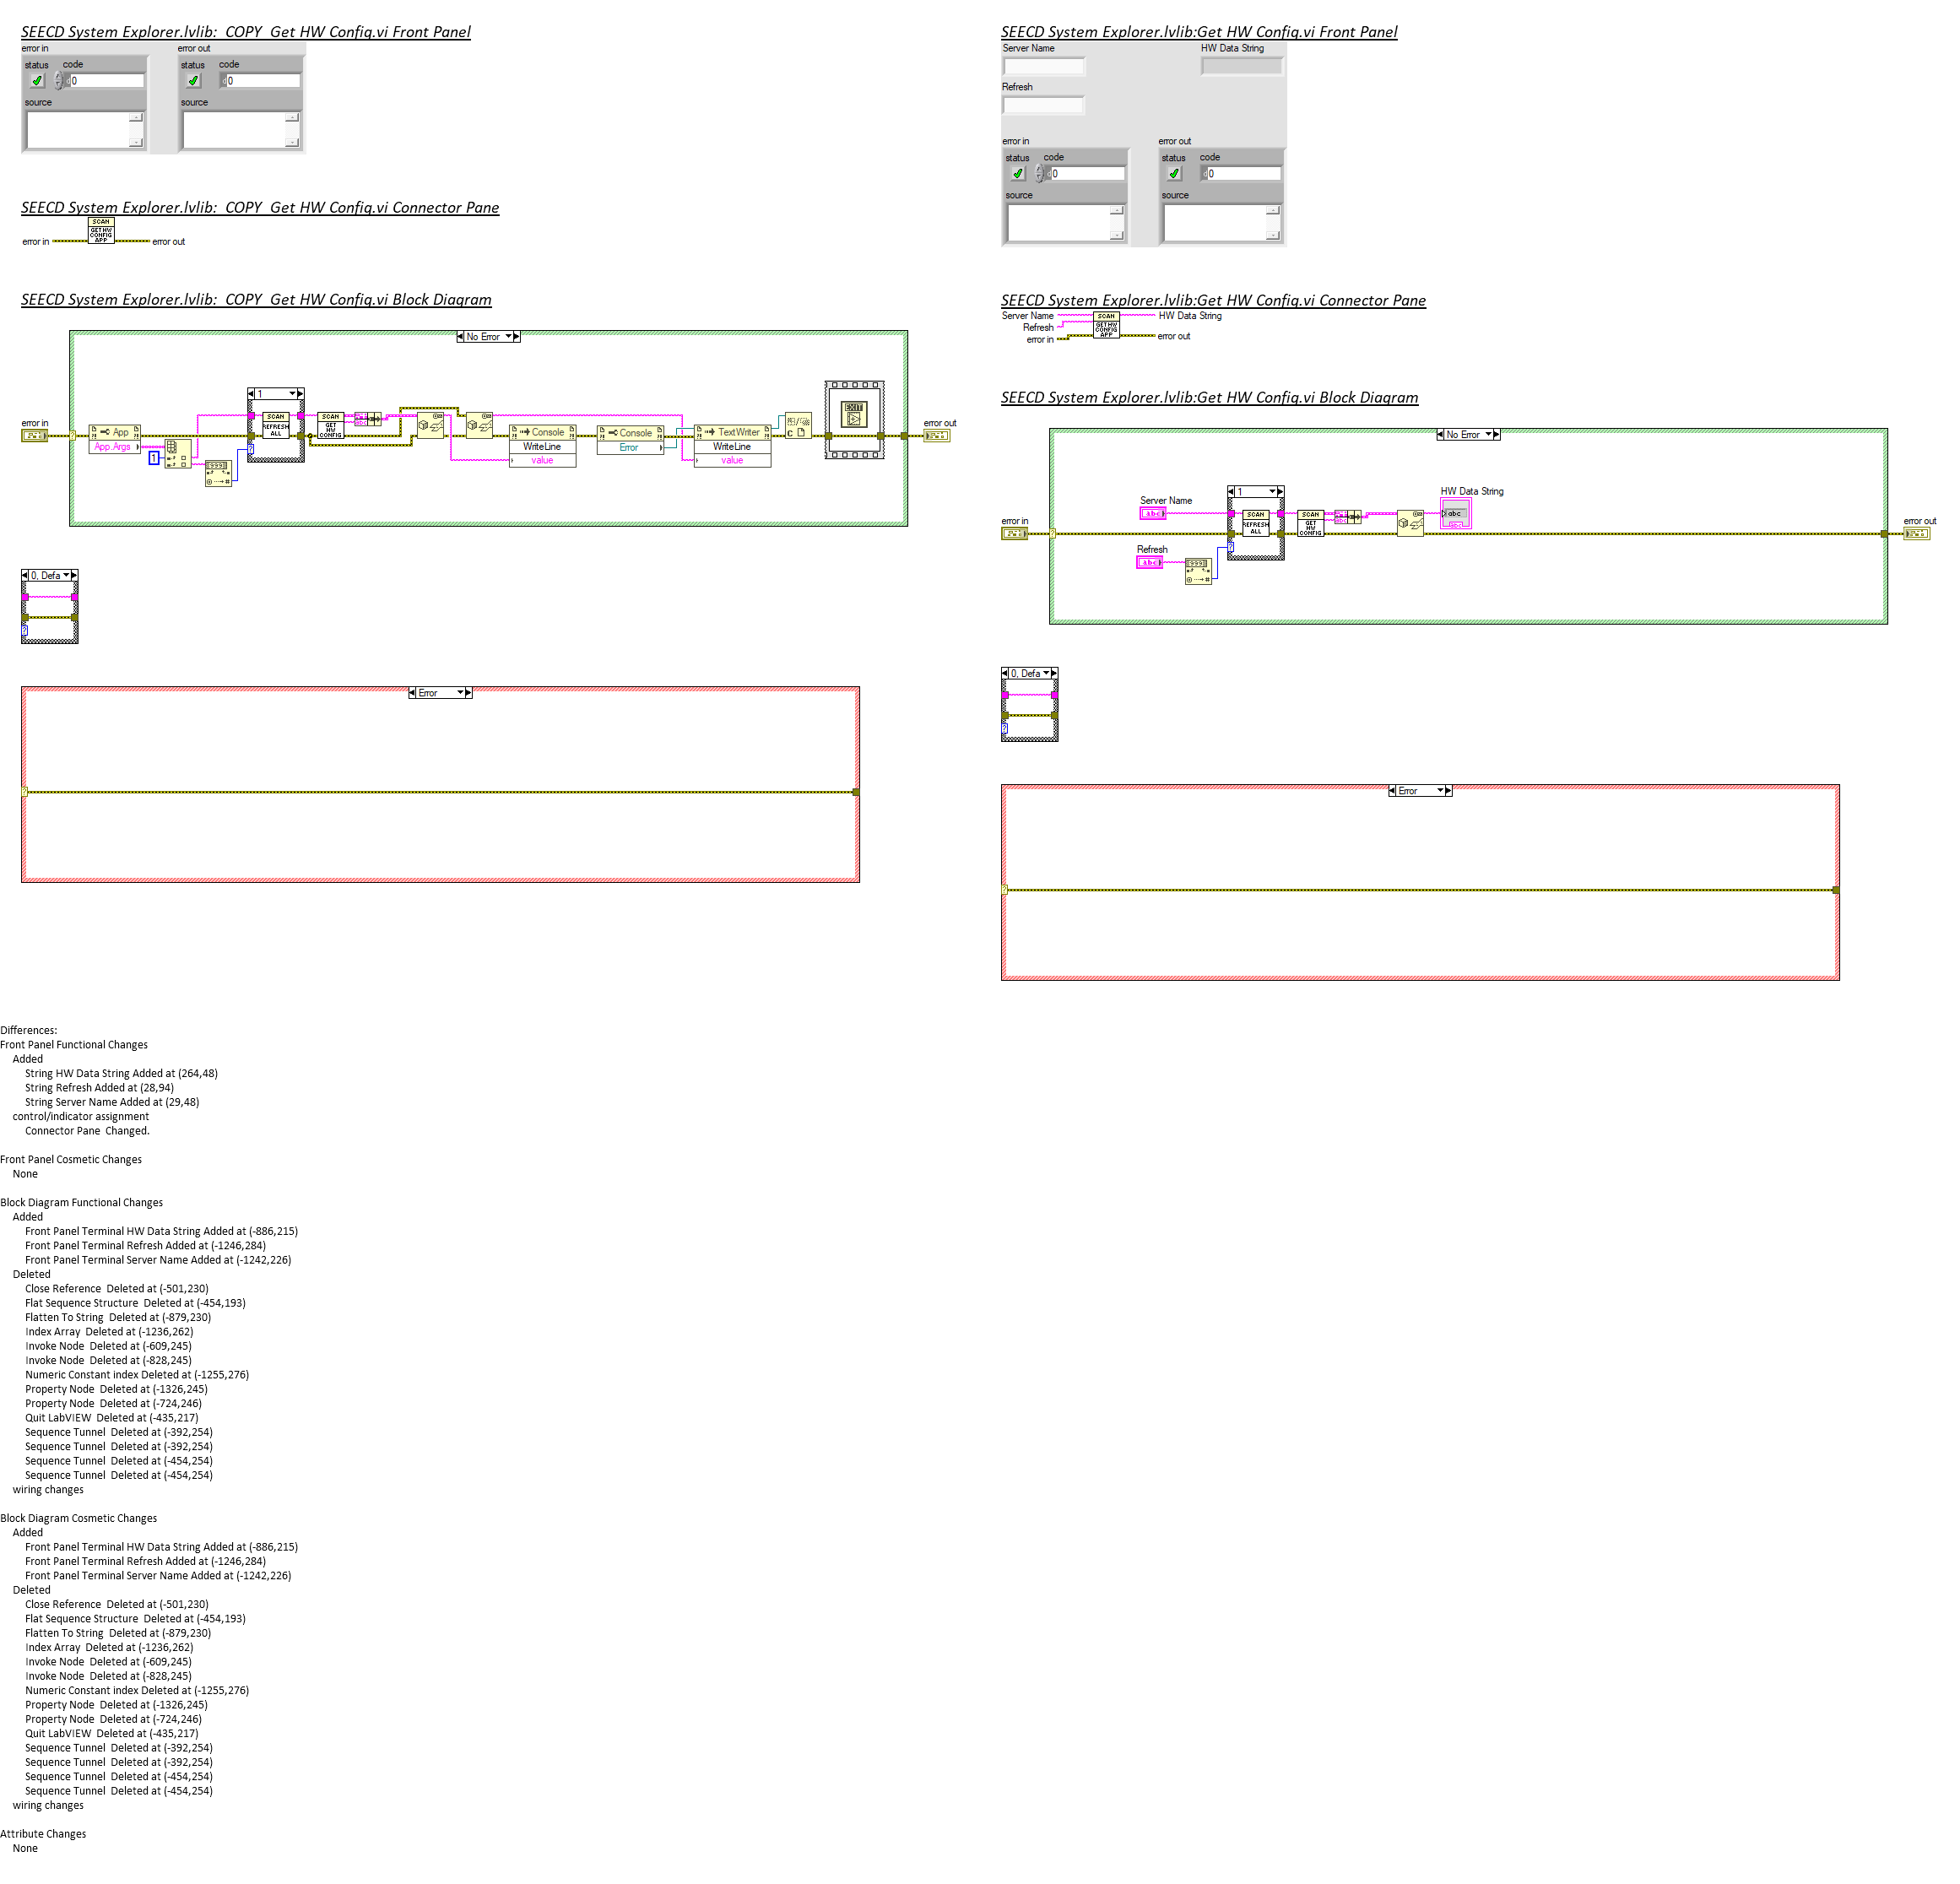 SEECD System Explorer.lvlib:  COPY  Get HW Config.vi Front Panel
error in
error out
status
code
status
code
0
0
source
source
SEECD System Explorer.lvlib:  COPY  Get HW Config.vi Connector Pane
SCAN
GET HW
CONFIG
APP
error in
error out
SEECD System Explorer.lvlib:  COPY  Get HW Config.vi Block Diagram
No Error
1
EXIT
SCAN
REFRESH
ALL
SCAN
GET
HW
CONFIG
error in
error out
App
App.Args
1
Console
WriteLine
value
Console
Error
TextWriter
WriteLine
value
0, Defa
Error
SEECD System Explorer.lvlib:Get HW Config.vi Front Panel
Server Name
HW Data String
Refresh
error in
error out
status
code
status
code
0
0
source
source
SEECD System Explorer.lvlib:Get HW Config.vi Connector Pane
Server Name
SCAN
HW Data String
Refresh
GET HW
CONFIG
APP
error in
error out
SEECD System Explorer.lvlib:Get HW Config.vi Block Diagram
No Error
1
HW Data String
Server Name
abc
SCAN
REFRESH
ALL
SCAN
GET
HW
CONFIG
abc
error in
error out
Refresh
abc
0, Defa
Error
Differences:
Front Panel Functional Changes
Added
String HW Data String Added at (264,48)
String Refresh Added at (28,94)
String Server Name Added at (29,48)
control/indicator assignment
Connector Pane  Changed.
Front Panel Cosmetic Changes
None
Block Diagram Functional Changes
Added
Front Panel Terminal HW Data String Added at (-886,215)
Front Panel Terminal Refresh Added at (-1246,284)
Front Panel Terminal Server Name Added at (-1242,226)
Deleted
Close Reference  Deleted at (-501,230)
Flat Sequence Structure  Deleted at (-454,193)
Flatten To String  Deleted at (-879,230)
Index Array  Deleted at (-1236,262)
Invoke Node  Deleted at (-609,245)
Invoke Node  Deleted at (-828,245)
Numeric Constant index Deleted at (-1255,276)
Property Node  Deleted at (-1326,245)
Property Node  Deleted at (-724,246)
Quit LabVIEW  Deleted at (-435,217)
Sequence Tunnel  Deleted at (-392,254)
Sequence Tunnel  Deleted at (-392,254)
Sequence Tunnel  Deleted at (-454,254)
Sequence Tunnel  Deleted at (-454,254)
wiring changes
Block Diagram Cosmetic Changes
Added
Front Panel Terminal HW Data String Added at (-886,215)
Front Panel Terminal Refresh Added at (-1246,284)
Front Panel Terminal Server Name Added at (-1242,226)
Deleted
Close Reference  Deleted at (-501,230)
Flat Sequence Structure  Deleted at (-454,193)
Flatten To String  Deleted at (-879,230)
Index Array  Deleted at (-1236,262)
Invoke Node  Deleted at (-609,245)
Invoke Node  Deleted at (-828,245)
Numeric Constant index Deleted at (-1255,276)
Property Node  Deleted at (-1326,245)
Property Node  Deleted at (-724,246)
Quit LabVIEW  Deleted at (-435,217)
Sequence Tunnel  Deleted at (-392,254)
Sequence Tunnel  Deleted at (-392,254)
Sequence Tunnel  Deleted at (-454,254)
Sequence Tunnel  Deleted at (-454,254)
wiring changes
Attribute Changes
None